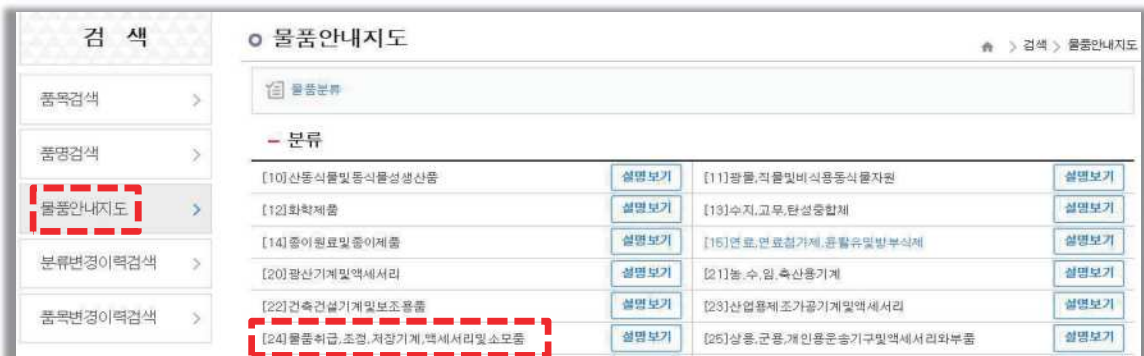 검 색
품목검색
품명검색
물품안내지도
분류변경이력검색
품목변경이력검색
물품안내지도
> 검색 > 물품안내지도
물품분류
분류
[10]산동식물및동식물성생산품 설명보기 [11]광물,직물및비식용동식물자원 설명보기
[12]화학제품 설명보기 [13]수지,고무,탄성중합체 설명보기
[14]종이원료및종이제품 설명보기 [15]연료,연료첨가제,윤활유및방부식제 설명보기
[20]광산기계및액세서리 설명보기 [21]농,수,임,축산용기계 설명보기
[22]건축건설기계및보조용품 설명보기 [23]산업용제조가공기계및액세서리 설명보기
[24]물품취급,조정,저장기계,액세서리및소모품 설명보기 [25]상용,군용,개인용운송기구및액세서리와부품 설명보기